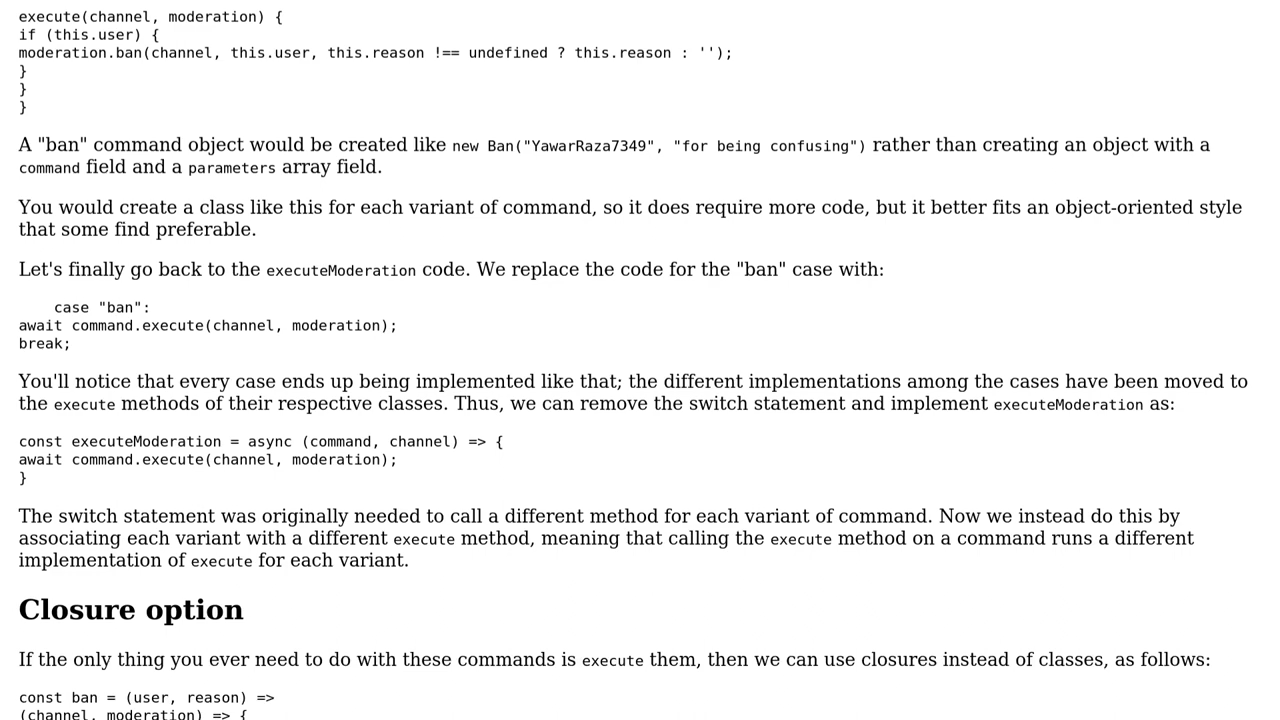 execute(channel, moderation) {
if (this.user) {
moderation.ban(channel, this.user, this.reason !== undefined ? this.reason : '');
}
}
}
A "ban" command object would be created like new Ban("YawarRaza7349", "for being confusing") rather than creating an object with a
command field and a parameters array field.
You would create a class like this for each variant of command, so it does require more code, but it better fits an object-oriented style
that some find preferable.
Let's finally go back to the executeModeration code. We replace the code for the "ban" case with:
    case "ban":
await command.execute(channel, moderation);
break;
You'll notice that every case ends up being implemented like that; the different implementations among the cases have been moved to
the execute methods of their respective classes. Thus, we can remove the switch statement and implement executeModeration as:
const executeModeration = async (command, channel) => {
await command.execute(channel, moderation);
}
The switch statement was originally needed to call a different method for each variant of command. Now we instead do this by
associating each variant with a different execute method, meaning that calling the execute method on a command runs a different
implementation of execute for each variant.
Closure option
If the only thing you ever need to do with these commands is execute them, then we can use closures instead of classes, as follows:
const ban = (user, reason) =>
(channel, moderation) => {